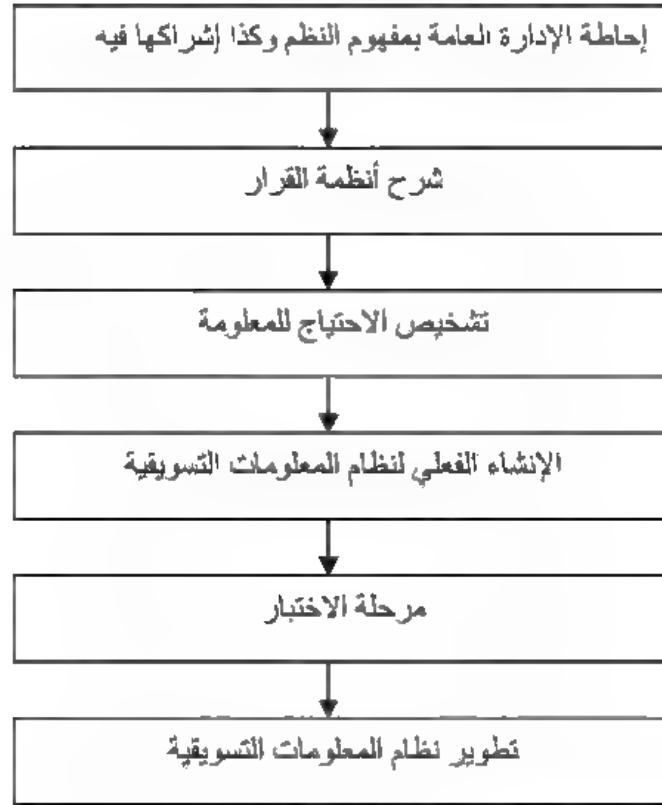 إحاطة الإدارة العامة بمفهوم النظم وكذا إشراكها فيه
شرح أنظمة القرار
تشخيص الاحتياج للمعلومة
الإنشاء الفعلي لنظام المعلومات التسويقية
مرحلة الاختبار
تطوير نظام المعلومات التسويقية